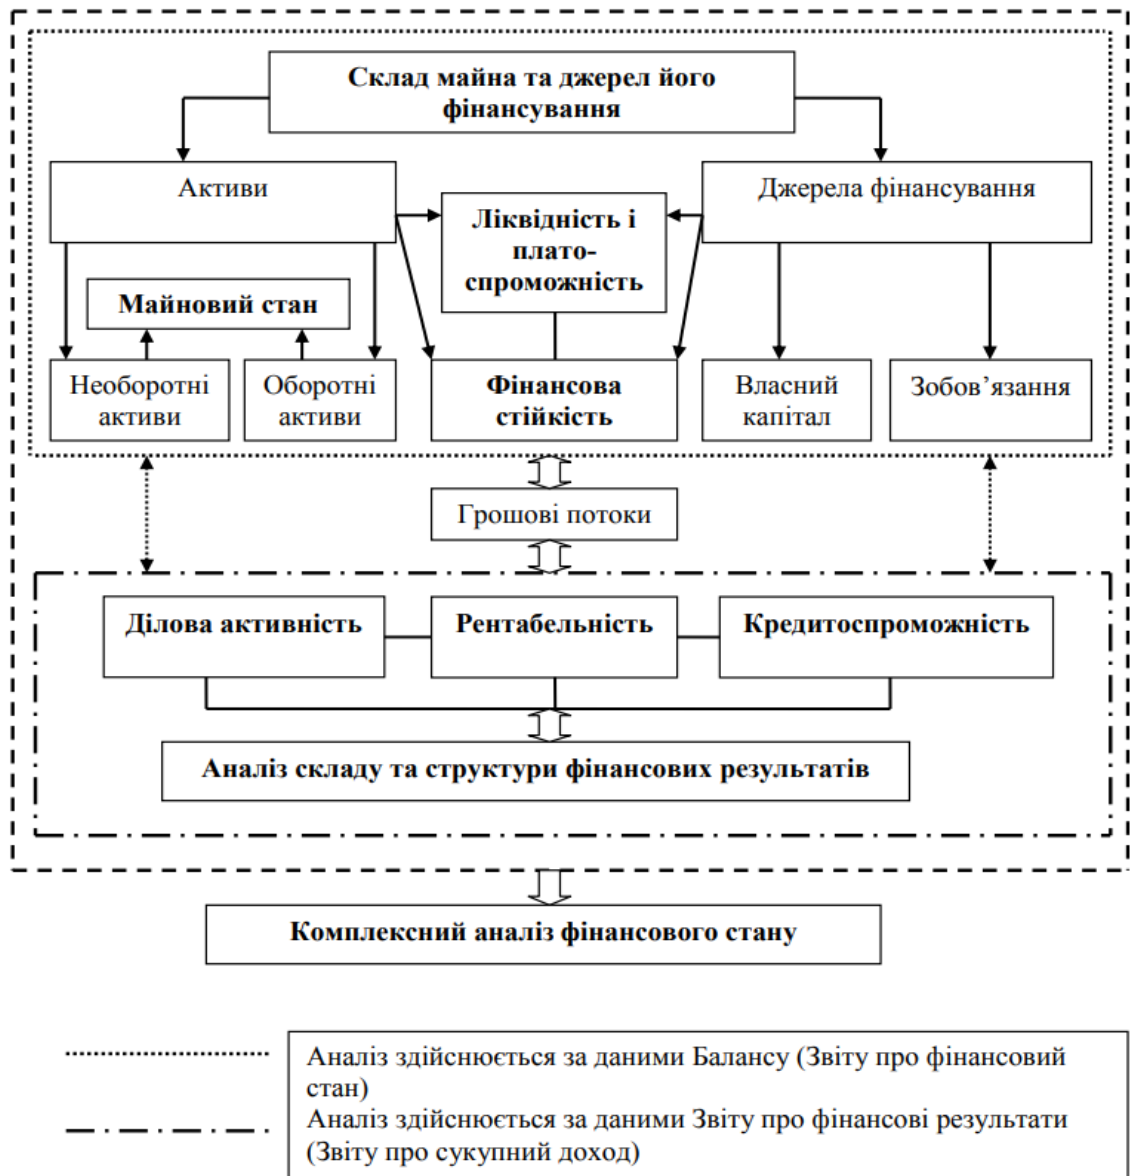 Склад майна та джерел його
фінансування
Активи
Джерела фінансування
Ліквідність і
плато-
спроможність
Майновий стан
Необоротні
активи
Оборотні
активи
Фінансова
стійкість
Власний
капітал
Зобов’язання
Грошові потоки
Ділова активність
Рентабельність
Кредитоспроможність
Аналіз складу та структури фінансових результатів
Комплексний аналіз фінансового стану
Аналіз здійснюється за даними Балансу (Звіту про фінансовий
стан)
Аналіз здійснюється за даними Звіту про фінансові результати
(Звіту про сукупний доход)